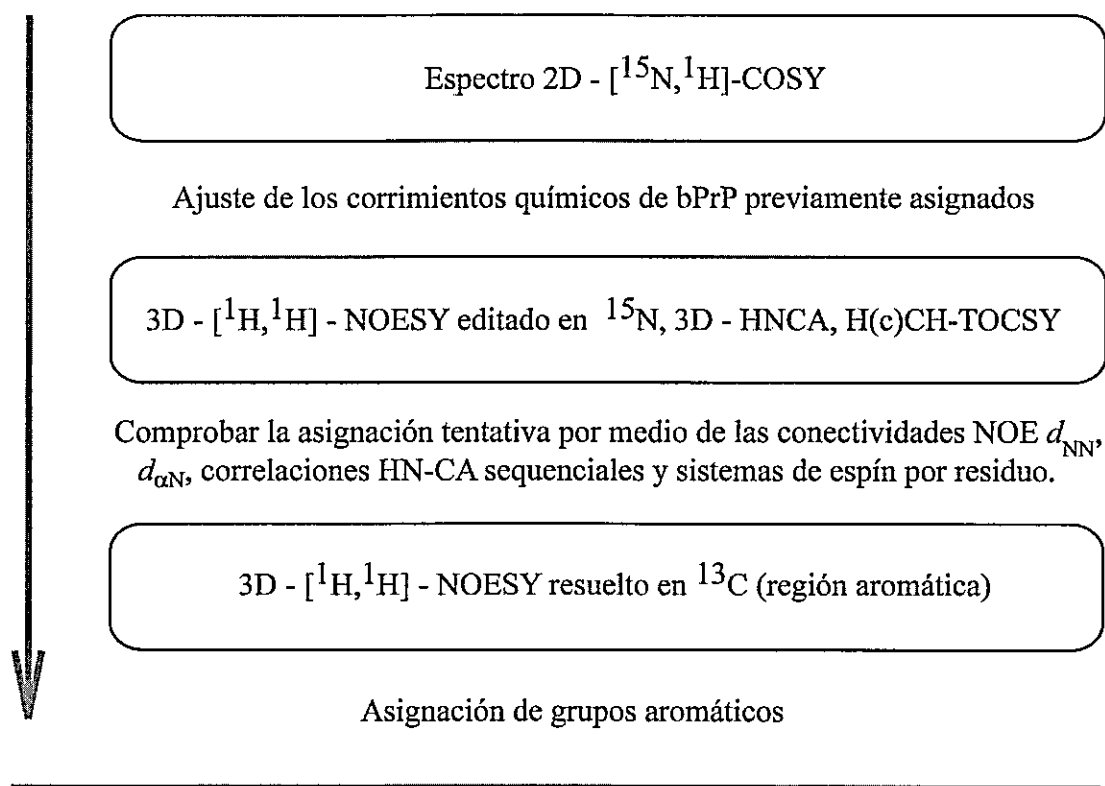 Espectro 2D - [¹⁵N,¹H]-COSY
Ajuste de los corrimientos químicos de bPrP previamente asignados
3D - [¹H,¹H] - NOESY editado en ¹⁵N, 3D - HNCA, H(c)CH-TOCSY
Comprobar la asignación tentativa por medio de las conectividades NOE d_NN,
d_αN, correlaciones HN-CA sequenciales y sistemas de espín por residuo.
3D - [¹H,¹H] - NOESY resuelto en ¹³C (región aromática)
Asignación de grupos aromáticos